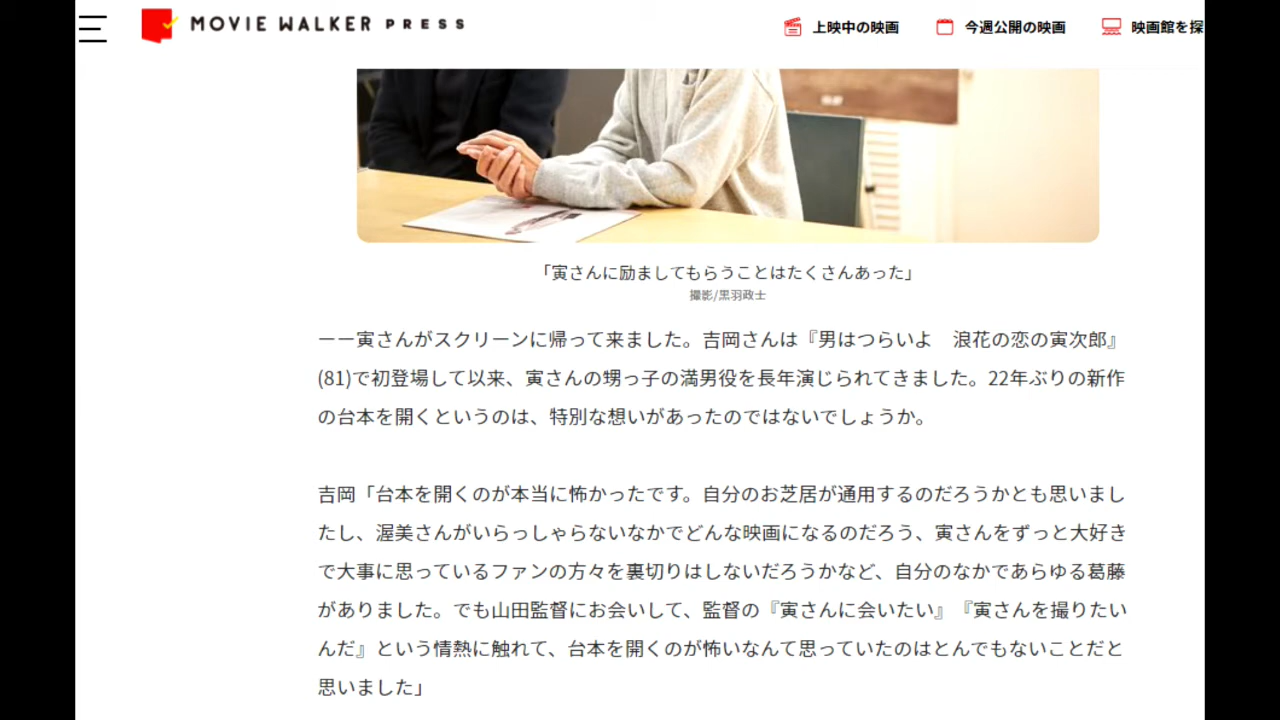 MOVIE WALKER PRESS
上映中の映画
今週公開の映画
映画館を探
「寅さんに励ましてもらうことはたくさんあった」
撮影/黒羽政士
ーー寅さんがスクリーンに帰って来ました。吉岡さんは『男はつらいよ　浪花の恋の寅次郎』
(81)で初登場して以来、寅さんの甥っ子の満男役を長年演じられてきました。22年ぶりの新作
の台本を開くというのは、特別な想いがあったのではないでしょうか。
吉岡「台本を開くのが本当に怖かったです。自分のお芝居が通用するのだろうかとも思いまし
たし、渥美さんがいらっしゃらないなかでどんな映画になるのだろう、寅さんをずっと大好き
で大事に思っているファンの方々を裏切りはしないだろうかなど、自分のなかであらゆる葛藤
がありました。でも山田監督にお会いして、監督の『寅さんに会いたい』『寅さんを撮りたい
んだ』という情熱に触れて、台本を開くのが怖いなんて思っていたのはとんでもないことだと
思いました」